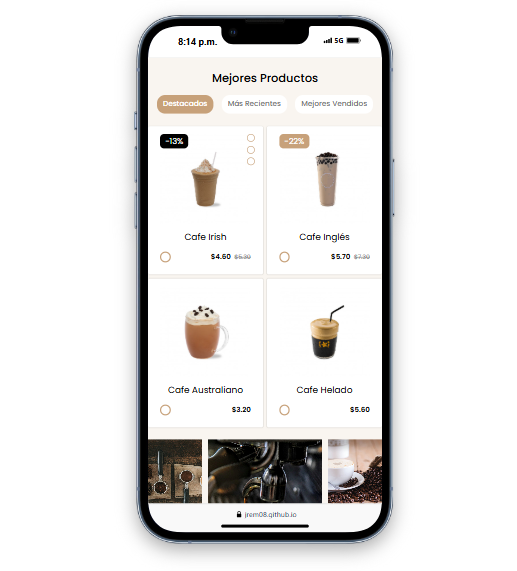 8:14 p.m.
5G
Mejores Productos
Destacados
Más Recientes
Mejores Vendidos
-13%
-22%
Cafe Irish
Cafe Inglés
$4.60 $5.30
$5.70 $7.30
Cafe Australiano
Cafe Helado
$3.20
$5.60
jrem08.github.io